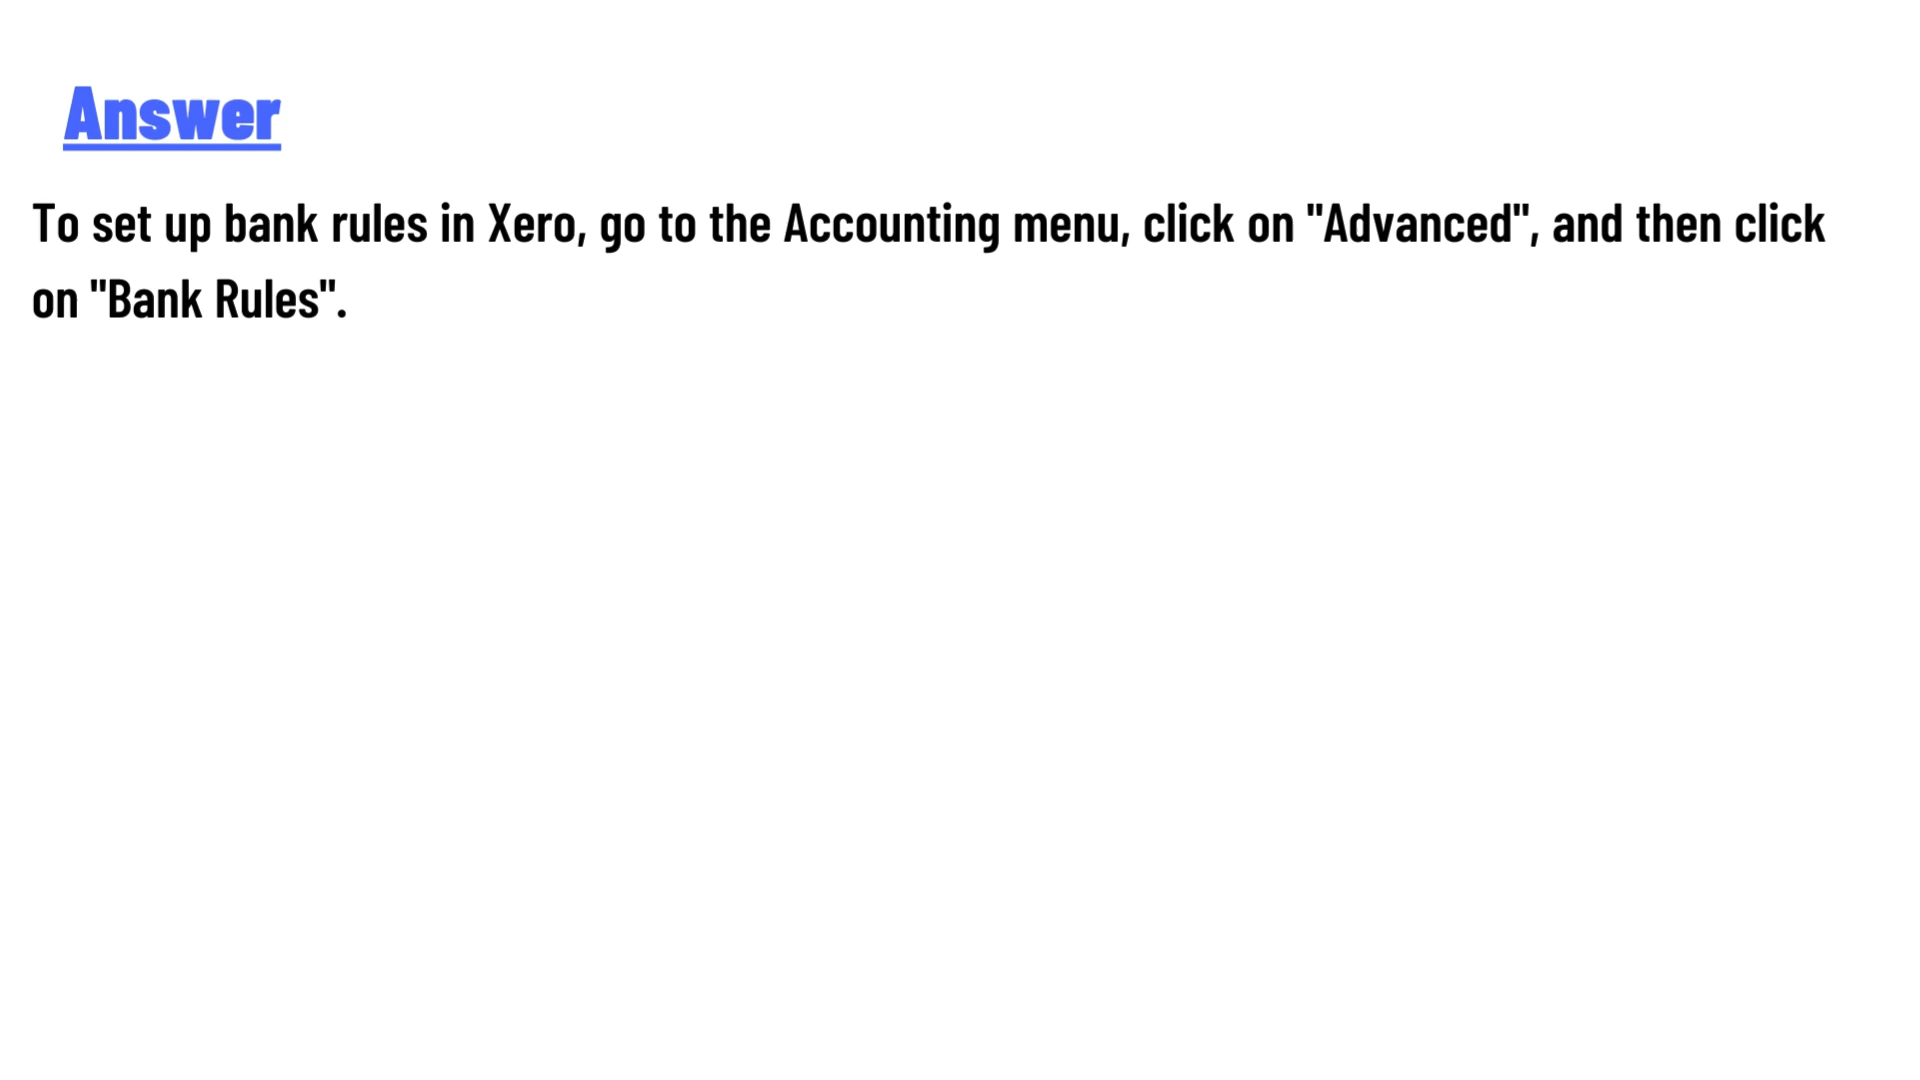 Answer
To set up bank rules in Xero, go to the Accounting menu, click on "Advanced", and then click
on "Bank Rules".